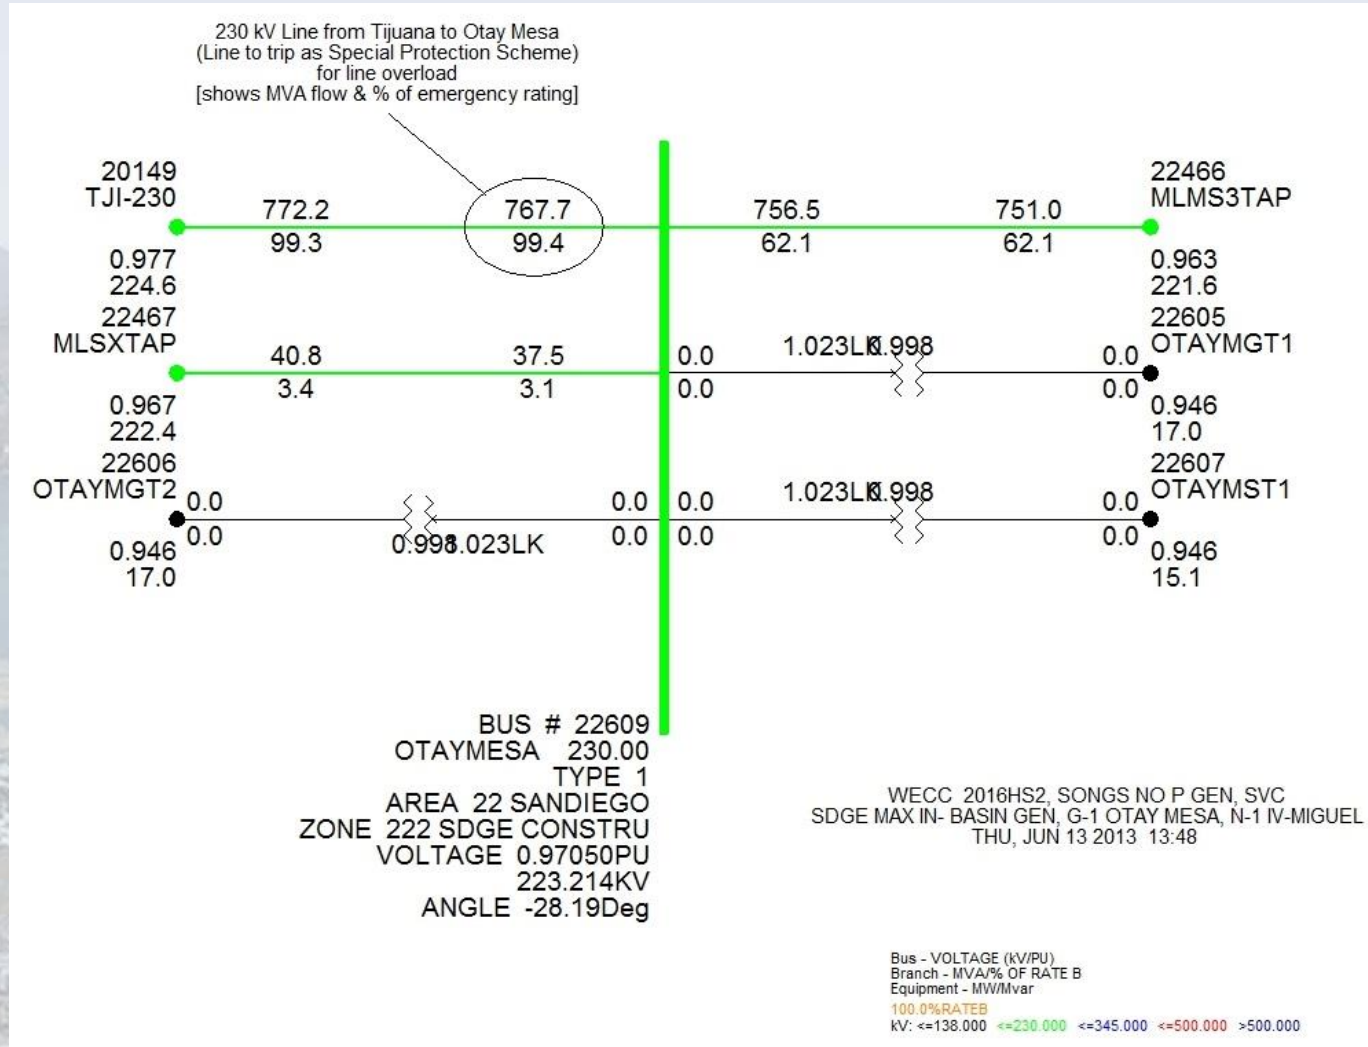 230 kV Line from Tijuana to Otay Mesa
(Line to trip as Special Protection Scheme)
for line overload
[shows MVA flow & % of emergency rating]
20149
TJI-230
772.2
767.7
756.5
751.0
22466
MLMS3TAP
99.3
99.4
62.1
62.1
0.977
224.6
0.963
221.6
22467
MLSXTAP
40.8
37.5
0.0
1.023LK
0.998
0.0
22605
OTAYMGT1
3.4
3.1
0.0
0.0
0.967
222.4
0.946
17.0
22606
OTAYMGT2
0.0
0.0
0.0
1.023LK
0.998
0.0
22607
OTAYMST1
0.0
0.998
1.023LK
0.0
0.0
0.0
0.946
17.0
0.946
15.1
BUS # 22609
OTAYMESA 230.00
TYPE 1
AREA 22 SANDIEGO
ZONE 222 SDGE CONSTRU
VOLTAGE 0.97050PU
223.214KV
ANGLE -28.19Deg
WECC 2016HS2, SONGS NO P GEN, SVC
SDGE MAX IN- BASIN GEN, G-1 OTAY MESA, N-1 IV-MIGUEL
THU, JUN 13 2013 13:48
Bus - VOLTAGE (kV/PU)
Branch - MVA/% OF RATE B
Equipment - MW/Mvar
100.0%RATEB
kV: <=138.000 <=230.000 <=345.000 <=500.000 >500.000